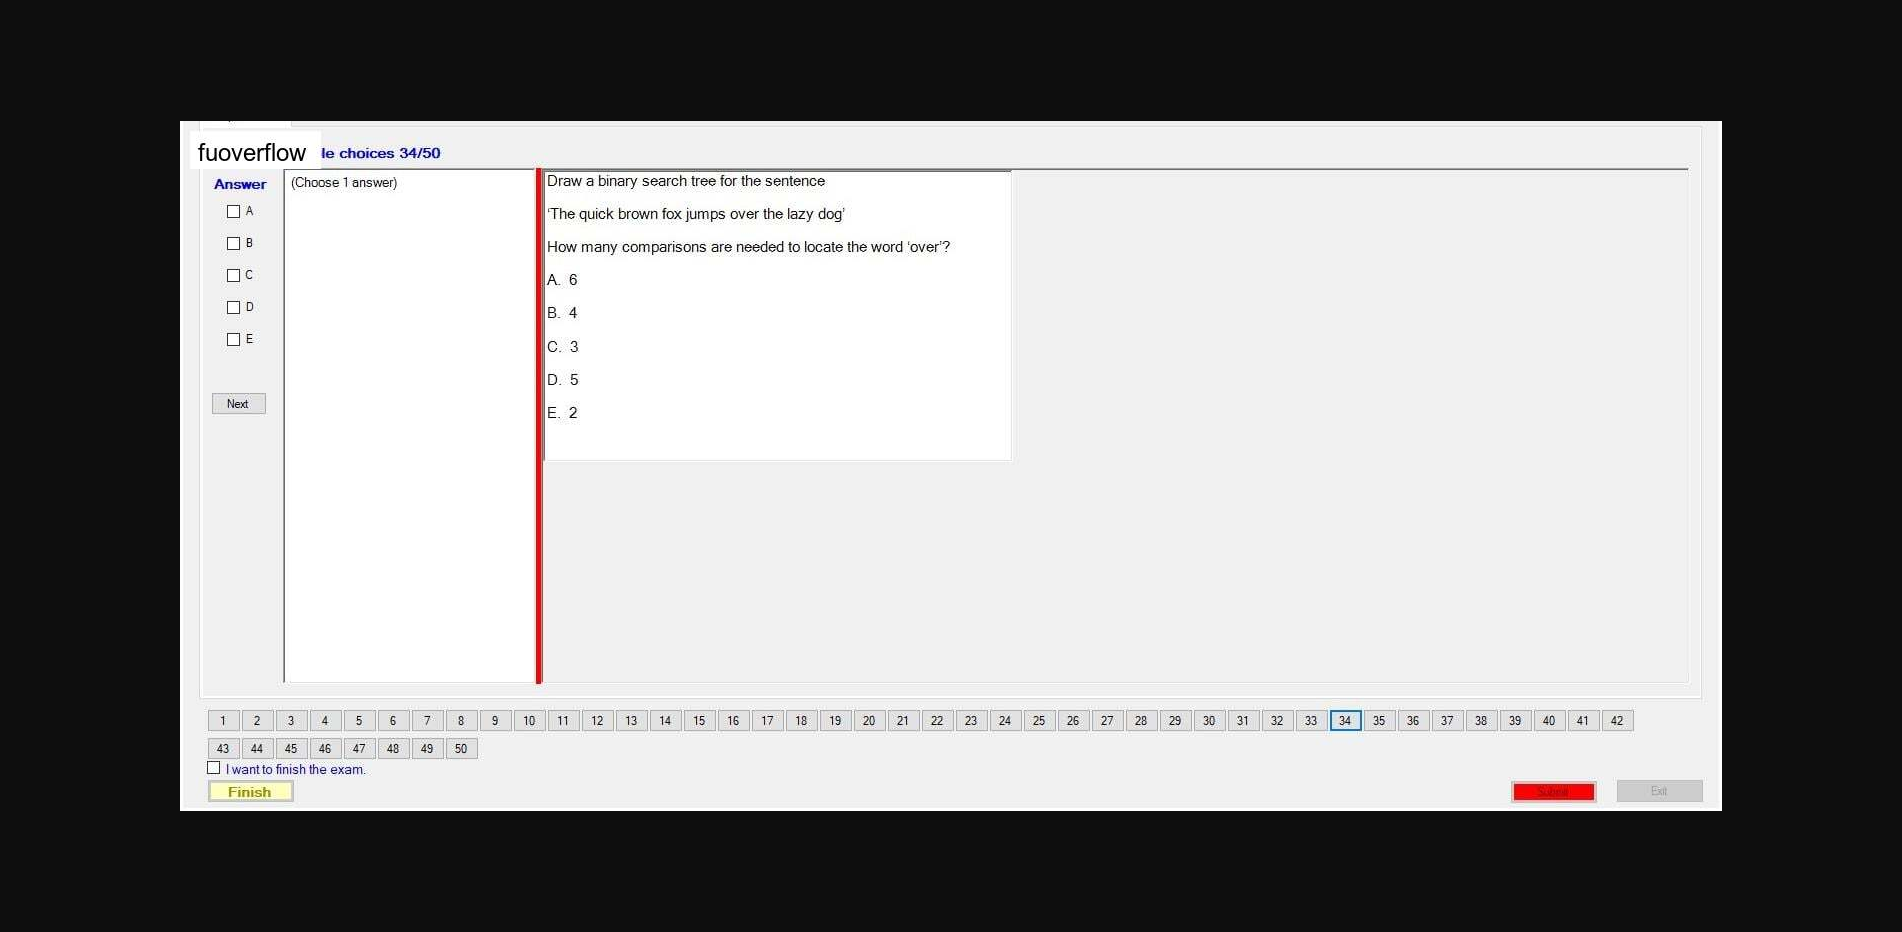 fuoverflow
le choices 34/50
Answer
(Choose 1 answer)
A
B
C
D
E
Next
Draw a binary search tree for the sentence
‘The quick brown fox jumps over the lazy dog’
How many comparisons are needed to locate the word ‘over’?
A. 6
B. 4
C. 3
D. 5
E. 2
1 2 3 4 5 6 7 8 9 10 11 12 13 14 15 16 17 18 19 20 21 22 23 24 25 26 27 28 29 30 31 32 33 34 35 36 37 38 39 40 41 42
43 44 45 46 47 48 49 50
I want to finish the exam.
Finish
Submit
Exit